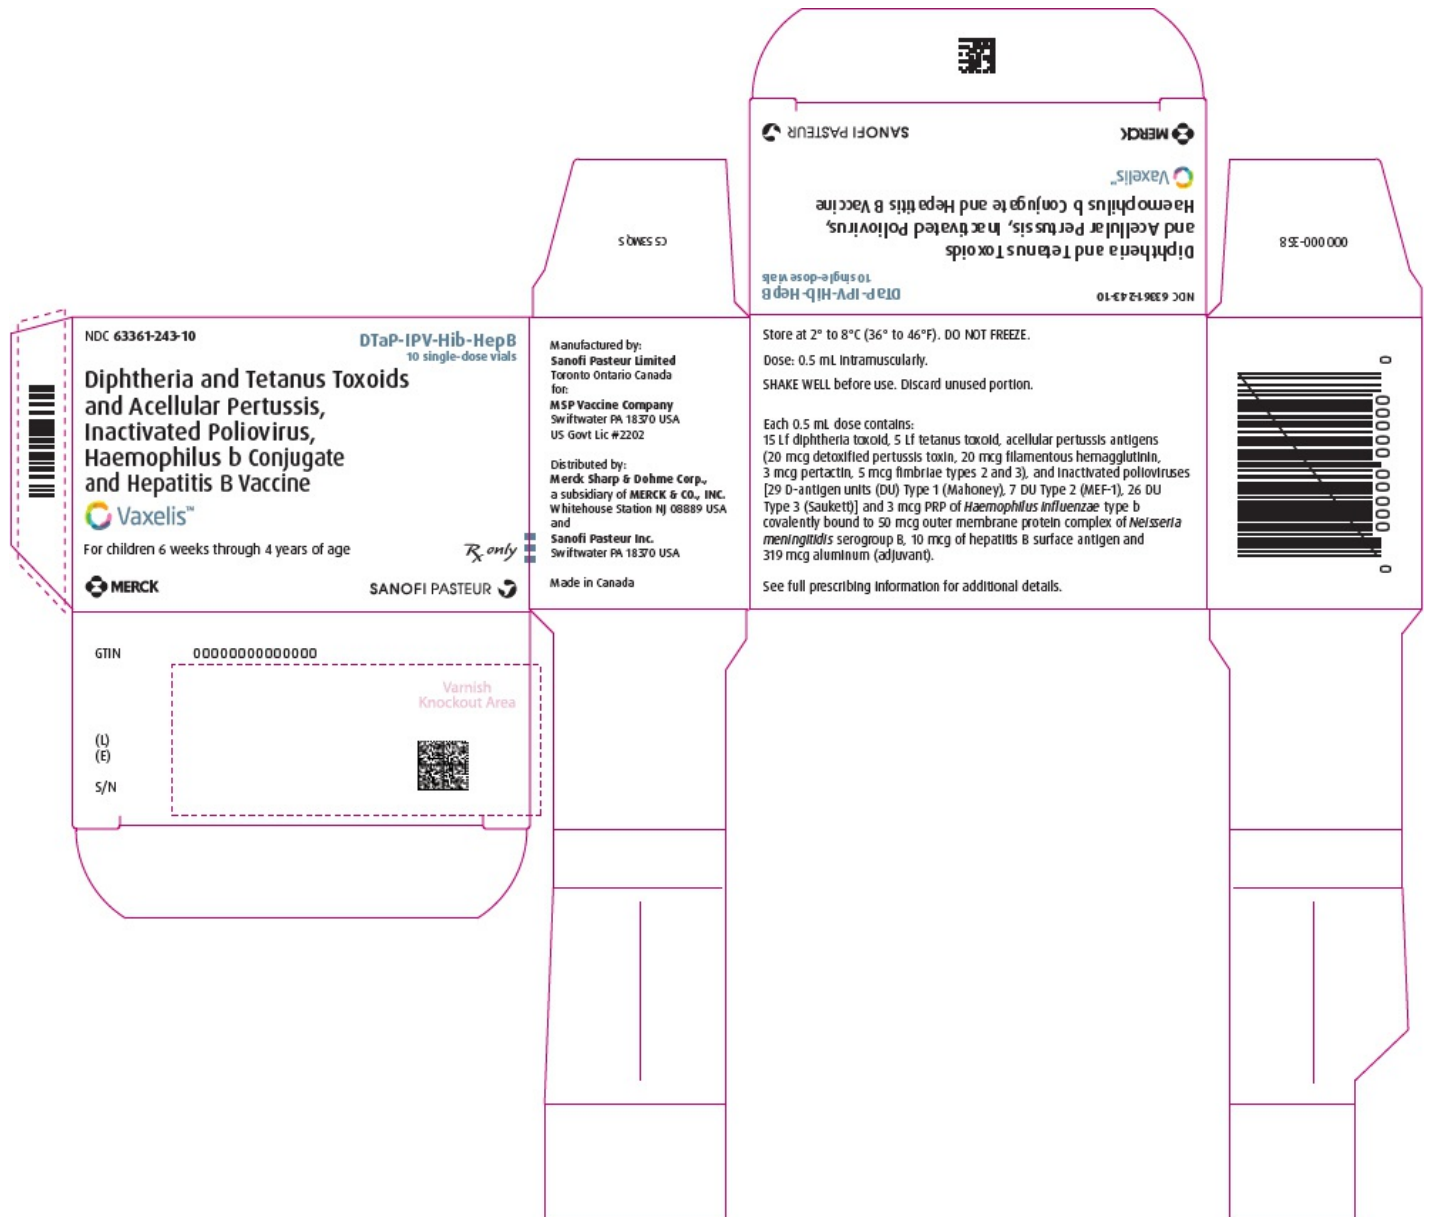 SANOFI PASTEUR
MERCK
Vaxelis™
Diphtheria and Tetanus Toxoids
and Acellular Pertussis, Inactivated Poliovirus,
Haemophilus b Conjugate and Hepatitis B Vaccine
NDC 63361-243-10
DTaP-IPV-Hib-HepB
10 single-dose vials
000 000-358
NDC 63361-243-10
DTaP-IPV-Hib-HepB
10 single-dose vials
Diphtheria and Tetanus Toxoids
and Acellular Pertussis,
Inactivated Poliovirus,
Haemophilus b Conjugate
and Hepatitis B Vaccine
Vaxelis™
For children 6 weeks through 4 years of age
Rx only
MERCK
SANOFI PASTEUR
GTIN 00000000000000
Varnish
Knockout Area
(L)
(E)
S/N
Manufactured by:
Sanofi Pasteur Limited
Toronto Ontario Canada
for:
MSP Vaccine Company
Swiftwater PA 18370 USA
US Govt Lic #2202
Distributed by:
Merck Sharp & Dohme Corp.,
a subsidiary of MERCK & CO., INC.
Whitehouse Station NJ 08889 USA
and
Sanofi Pasteur Inc.
Swiftwater PA 18370 USA
Made in Canada
Store at 2° to 8°C (36° to 46°F). DO NOT FREEZE.
Dose: 0.5 mL intramuscularly.
SHAKE WELL before use. Discard unused portion.
Each 0.5 mL dose contains:
15 Lf diphtheria toxoid, 5 Lf tetanus toxoid, acellular pertussis antigens
(20 mcg detoxified pertussis toxin, 20 mcg filamentous hemagglutinin,
3 mcg pertactin, 5 mcg fimbriae types 2 and 3), and inactivated polioviruses
[29 D-antigen units (DU) Type 1 (Mahoney), 7 DU Type 2 (MEF-1), 26 DU
Type 3 (Saukett)] and 3 mcg PRP of Haemophilus influenzae type b
covalently bound to 50 mcg outer membrane protein complex of Neisseria
meningitidis serogroup B, 10 mcg of hepatitis B surface antigen and
319 mcg aluminum (adjuvant).
See full prescribing information for additional details.
0 00000 00000 0